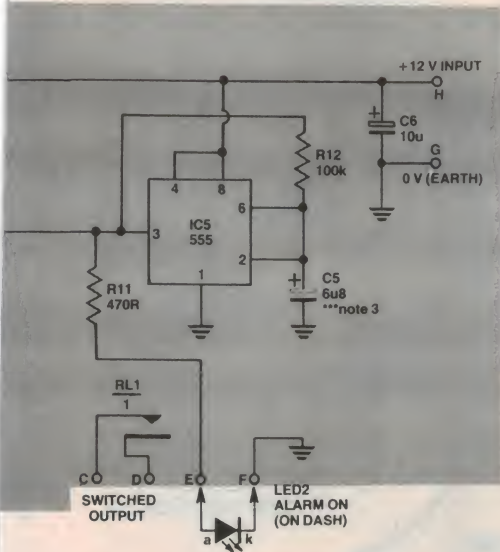 +12 V INPUT
H
C6
10u
G
0 V (EARTH)
R12
100k
4
8
6
IC5
555
3
2
1
C5
6u8
***note 3
R11
470R
RL1
1
C
D
E
F
SWITCHED
OUTPUT
LED2
ALARM ON
(ON DASH)
a
k